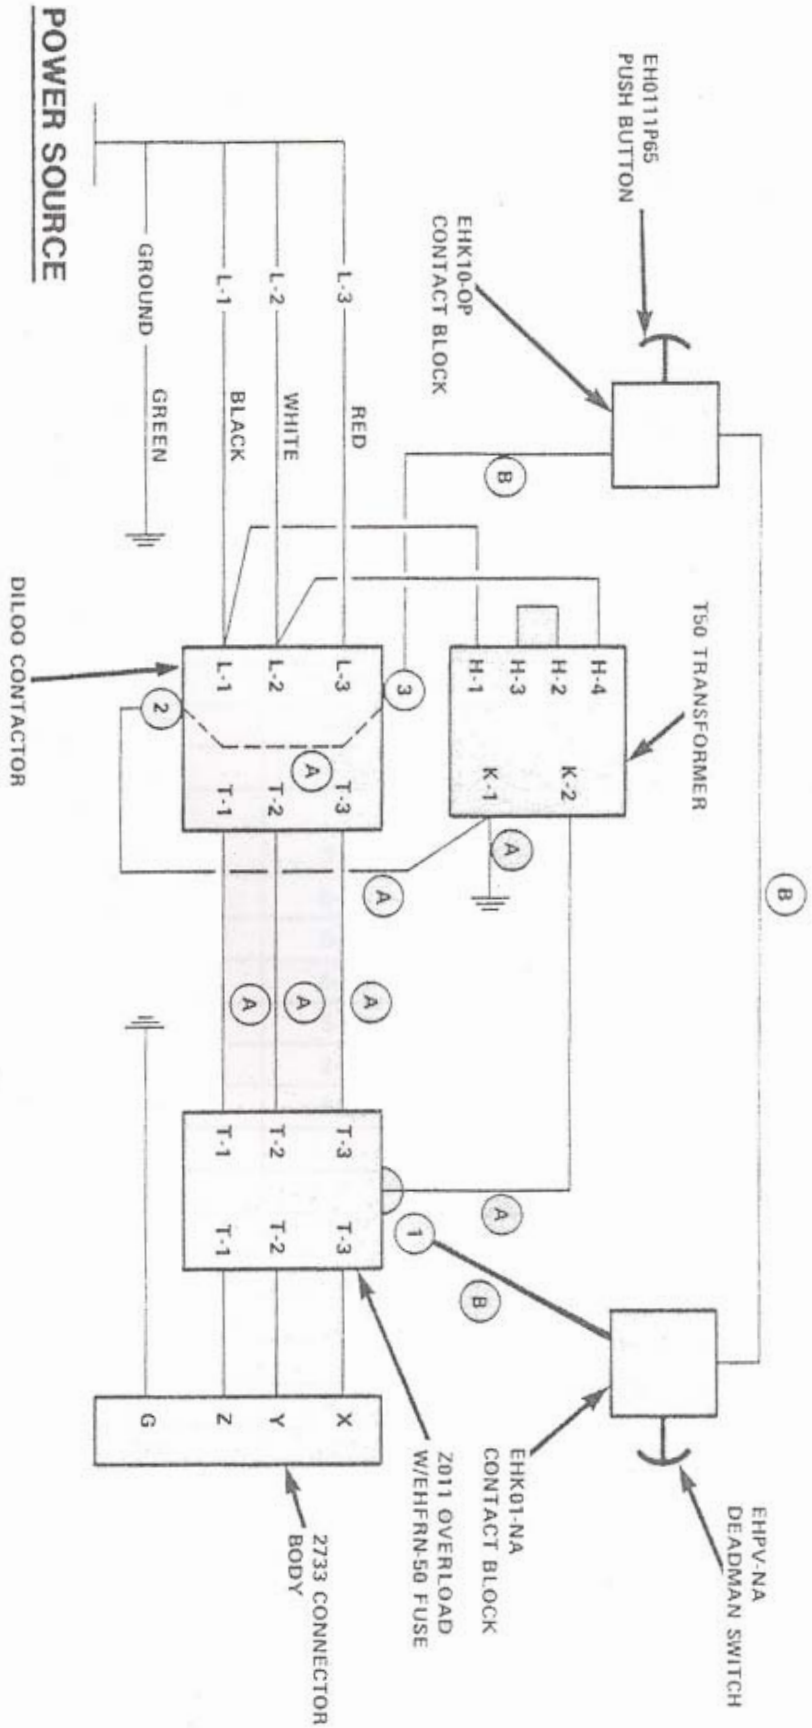 B
EHPV-NA
DEADMAN SWITCH
T50 TRANSFORMER
EH0111P65
PUSH BUTTON
H-4
H-2
H-3
H-1
K-2
K-1
A
B
A
EHK01-NA
CONTACT BLOCK
EHK10-OP
CONTACT BLOCK
B
Z011 OVERLOAD
W/EHFRN-50 FUSE
3
1
A
A
L-3
RED
L-3
T-3
T-3
T-3
X
2733 CONNECTOR
BODY
A
A
L-2
WHITE
L-2
T-2
T-2
T-2
Y
A
L-1
BLACK
L-1
T-1
T-1
T-1
Z
2
GROUND
GREEN
G
POWER SOURCE
DILOO CONTACTOR